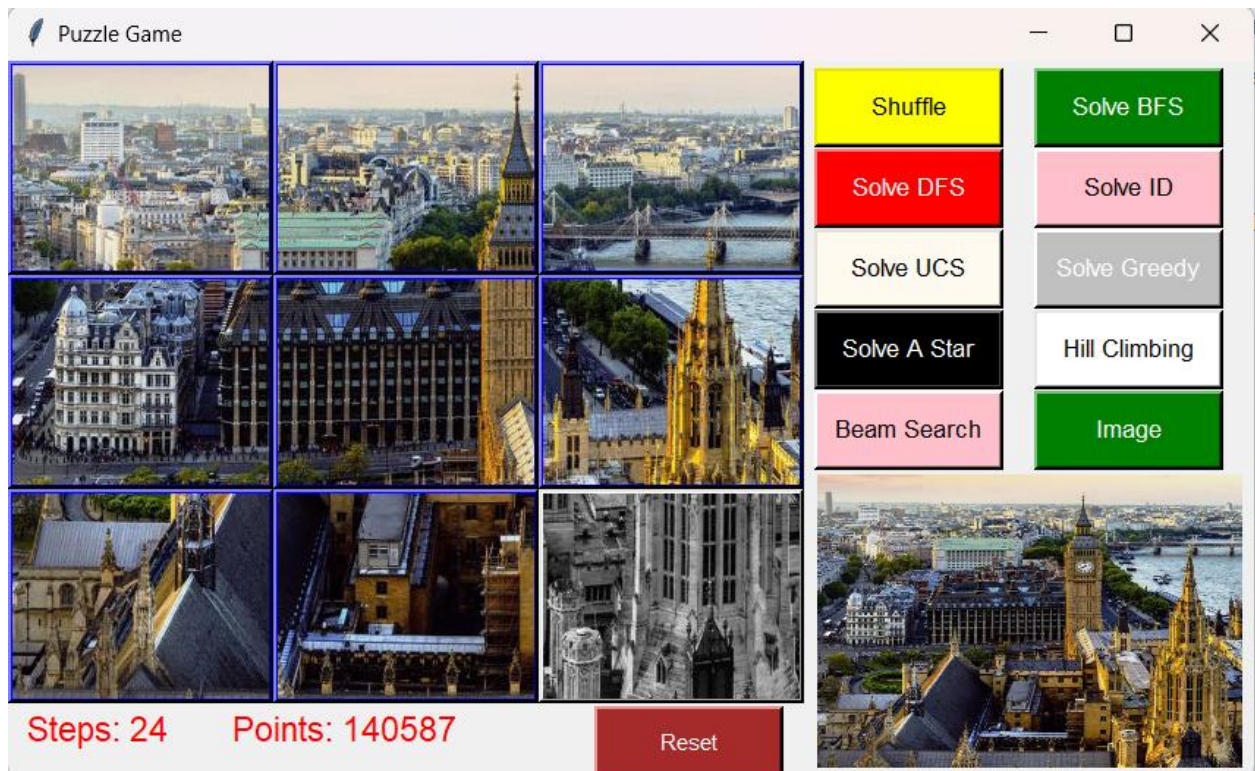 Puzzle Game
Shuffle
Solve BFS
Solve DFS
Solve ID
Solve UCS
Solve Greedy
Solve A Star
Hill Climbing
Beam Search
Image
Steps: 24
Points: 140587
Reset